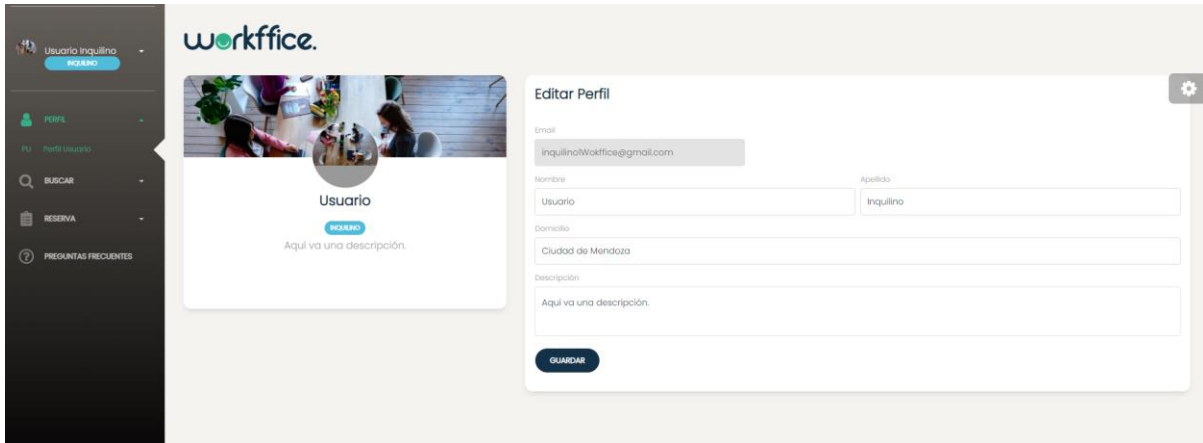 Usuario Inquilino
INQUILINO
PERFIL
PU Perfil Usuario
BUSCAR
RESERVA
PREGUNTAS FRECUENTES
workffice.
Usuario
INQUILINO
Aqui va una descripción.
Editar Perfil
Email
inquilino1Wokffice@gmail.com
Nombre
Apellido
Usuario
Inquilino
Domicilio
Ciudad de Mendoza
Descripción
Aqui va una descripción.
GUARDAR